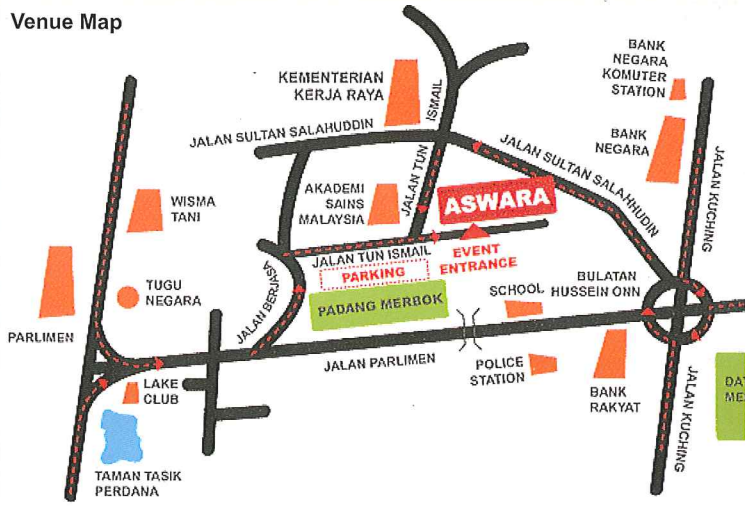 Venue Map
KEMENTERIAN
KERJA RAYA
ISMAIL
JALAN TUN
JALAN SULTAN SALAHUDDIN
BANK
NEGARA
KOMUTER
STATION
BANK
NEGARA
JALAN KUCHING
JALAN SULTAN SALAHHUDIN
WISMA
TANI
AKADEMI
SAINS
MALAYSIA
ASWARA
JALAN TUN ISMAIL
EVENT
ENTRANCE
PARKING
PADANG MERBOK
JALAN BERJAST
TUGU
NEGARA
PARLIMEN
SCHOOL
BULATAN
HUSSEIN ONN
JALAN PARLIMEN
POLICE
STATION
BANK
RAKYAT
JALAN KUCHING
LAKE
CLUB
TAMAN TASIK
PERDANA